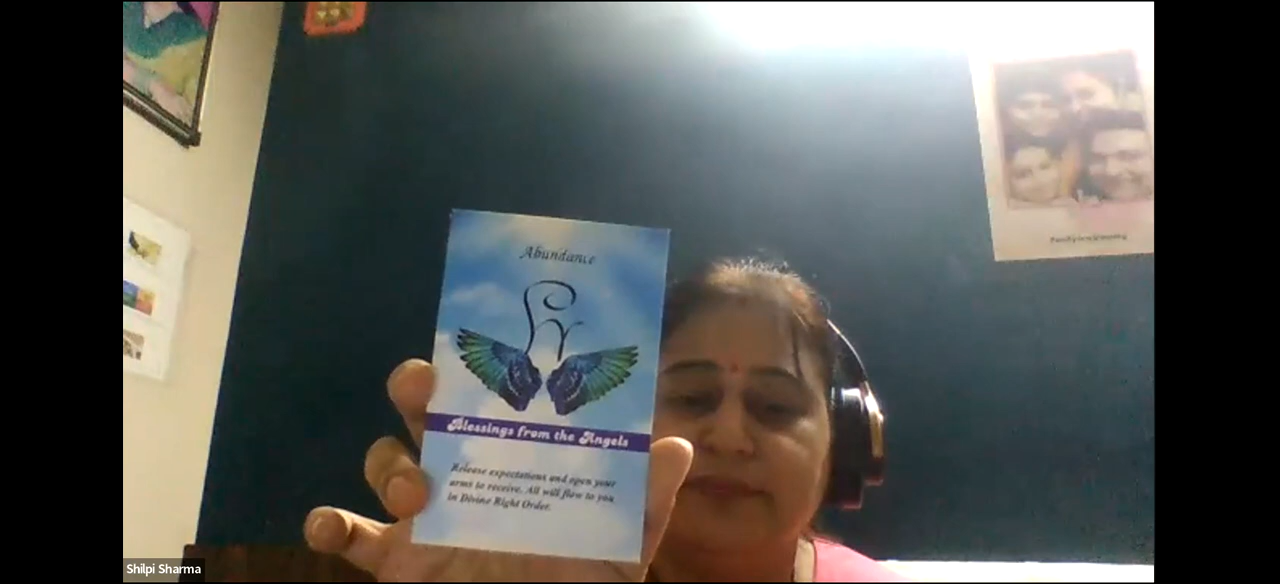 Abundance
Blessings from the Angels
Release expectations and open your
arms to receive. All will flow to you
in Divine Right Order.
Shilpi Sharma